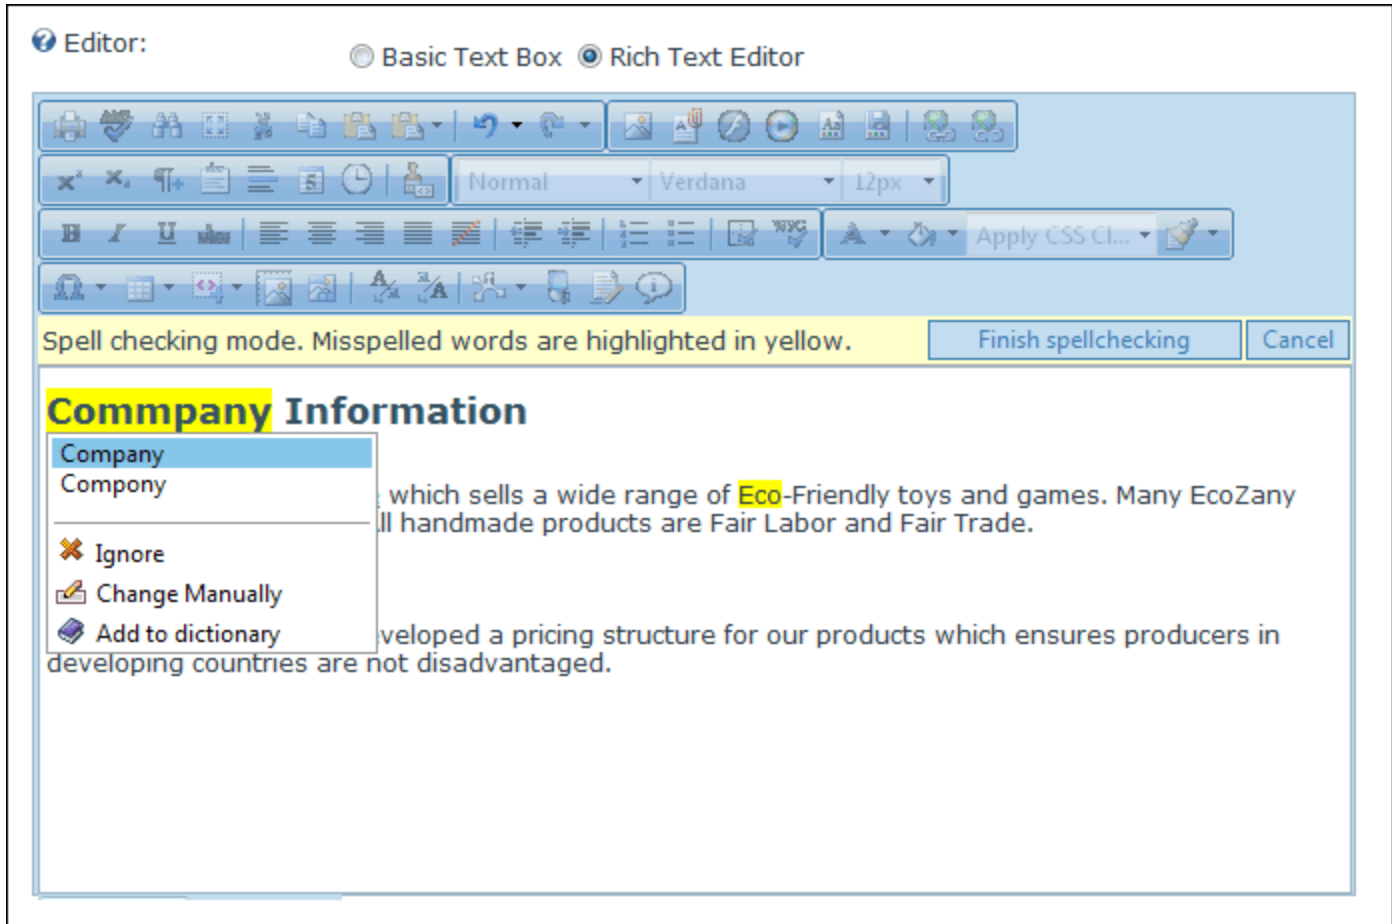 Editor:
Basic Text Box Rich Text Editor
Normal Verdana 12px
Apply CSS Cl...
Spell checking mode. Misspelled words are highlighted in yellow. Finish spellchecking Cancel
Commpany Information
Company
Compony
which sells a wide range of Eco-Friendly toys and games. Many EcoZany
ll handmade products are Fair Labor and Fair Trade.
Ignore
Change Manually
Add to dictionary
veloped a pricing structure for our products which ensures producers in
developing countries are not disadvantaged.